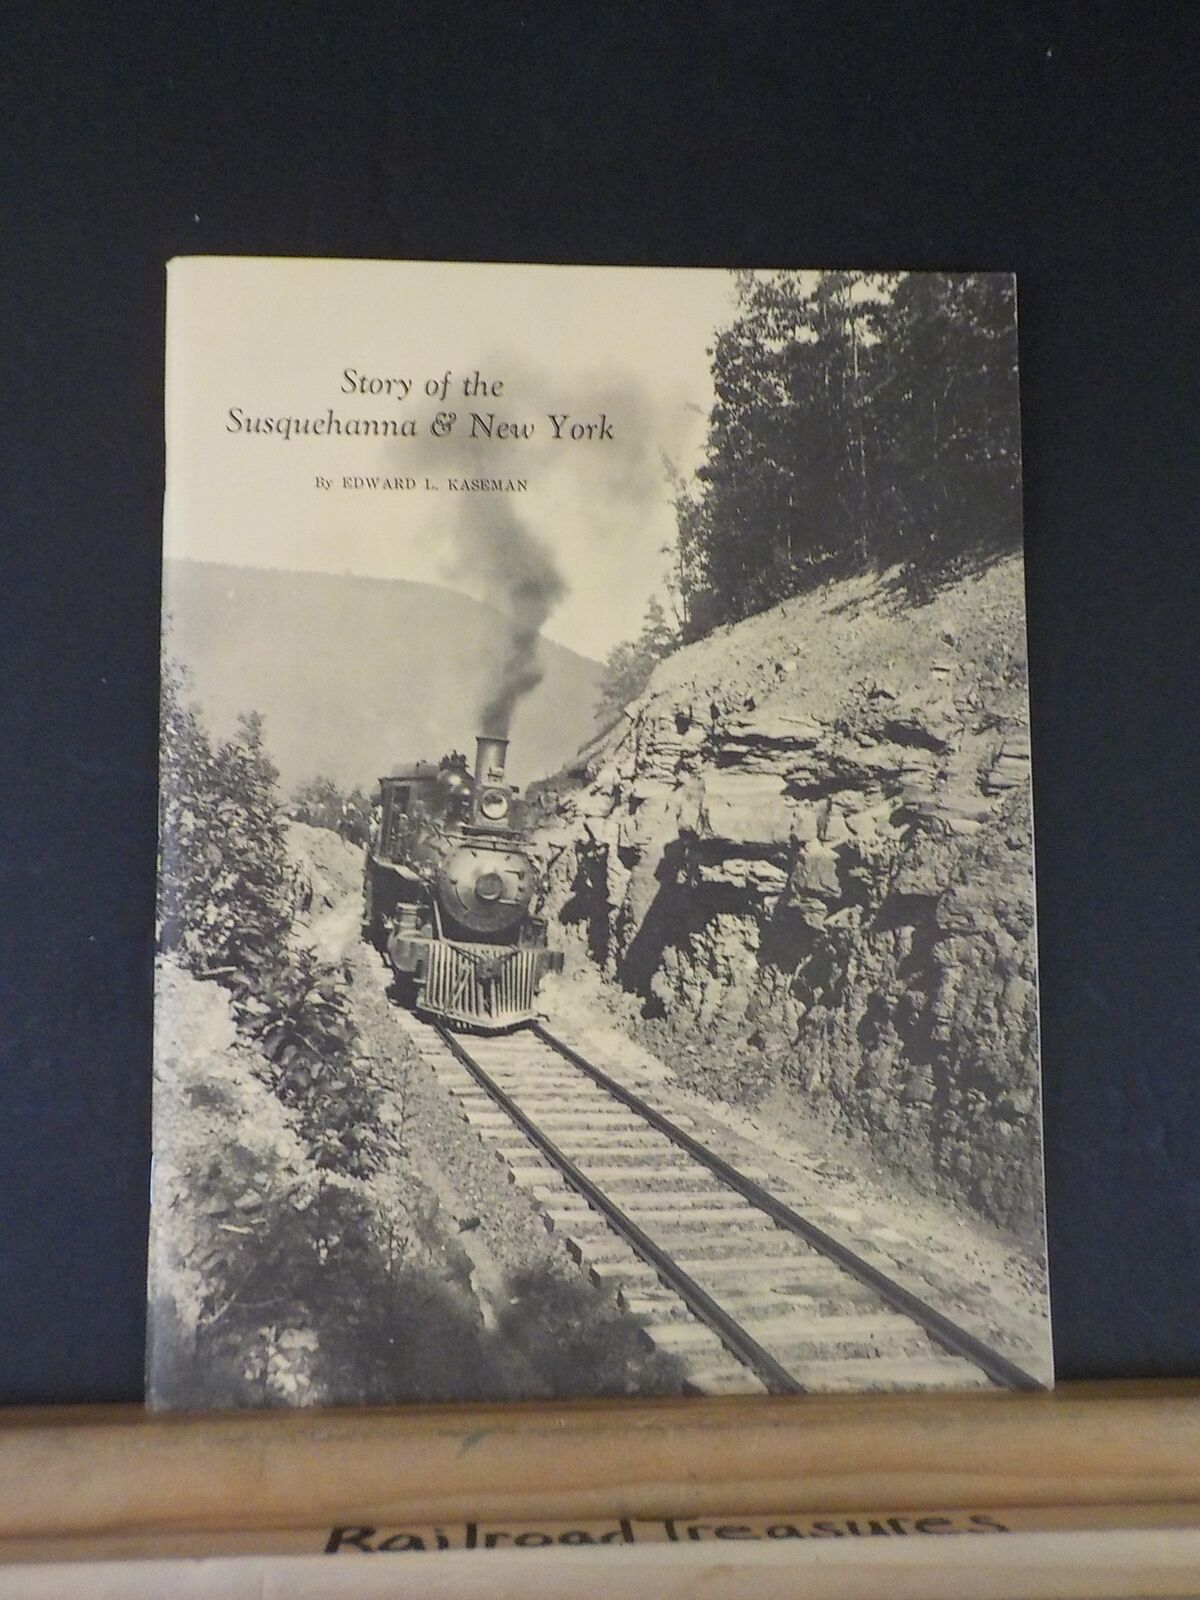 Story of the
Susquehanna & New York
By EDWARD L. KASEMAN
Railroad Treasures